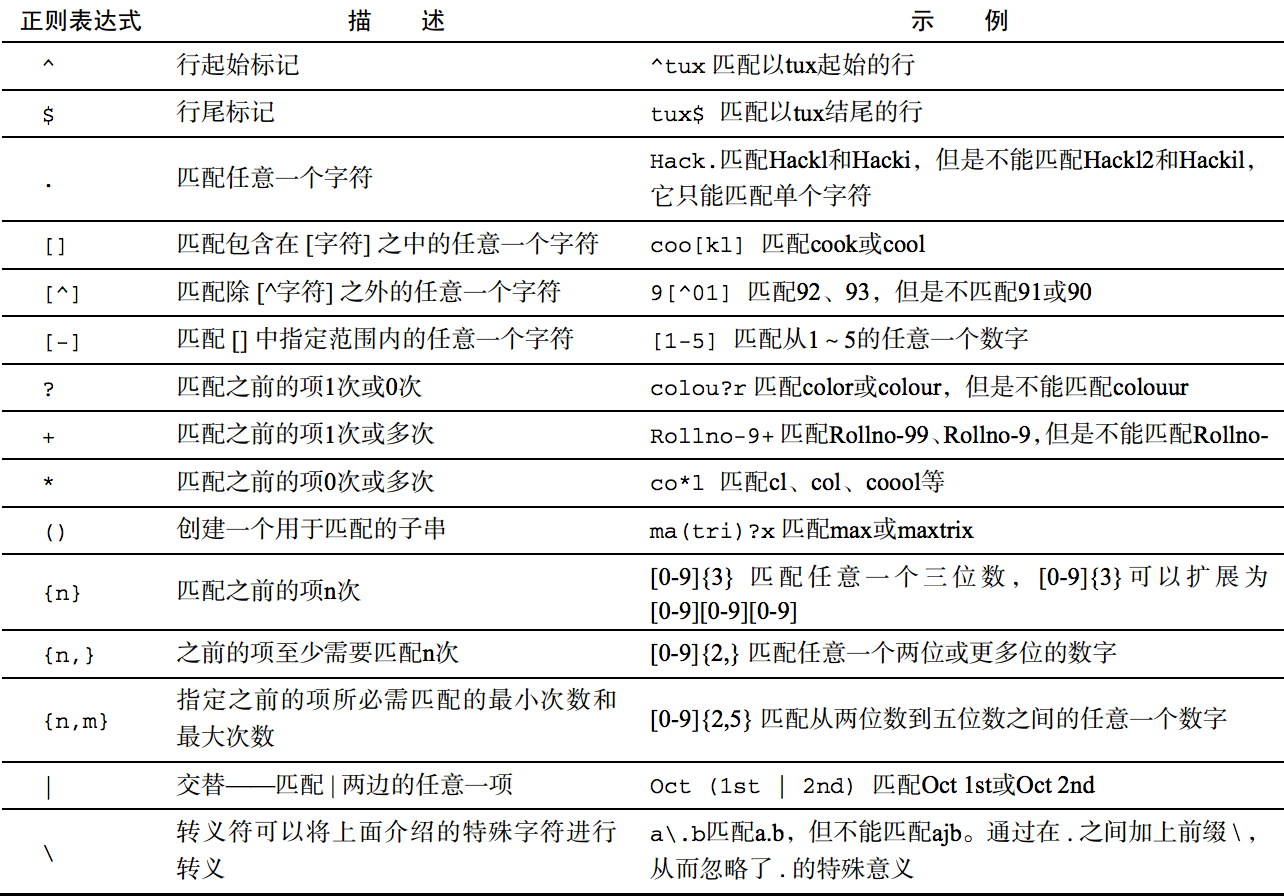 正则表达式 描 述 示 例
^ 行起始标记 ^tux 匹配以tux起始的行
$ 行尾标记 tux$ 匹配以tux结尾的行
. 匹配任意一个字符 Hack.匹配Hackl和Hacki，但是不能匹配Hackl2和Hackil，
它只能匹配单个字符
[] 匹配包含在 [字符] 之中的任意一个字符 coo[kl] 匹配cook或cool
[^] 匹配除 [^字符] 之外的任意一个字符 9[^01] 匹配92、93，但是不匹配91或90
[-] 匹配 [] 中指定范围内的任意一个字符 [1-5] 匹配从1～5的任意一个数字
? 匹配之前的项1次或0次 colou?r 匹配color或colour，但是不能匹配colouur
+ 匹配之前的项1次或多次 Rollno-9+ 匹配Rollno-99、Rollno-9，但是不能匹配Rollno-
* 匹配之前的项0次或多次 co*l 匹配cl、col、coool等
() 创建一个用于匹配的子串 ma(tri)?x 匹配max或maxtrix
{n} 匹配之前的项n次 [0-9]{3} 匹配任意一个三位数，[0-9]{3}可以扩展为
[0-9][0-9][0-9]
{n,} 之前的项至少需要匹配n次 [0-9]{2,} 匹配任意一个两位或更多位的数字
{n,m} 指定之前的项所必需匹配的最小次数和
最大次数 [0-9]{2,5} 匹配从两位数到五位数之间的任意一个数字
| 交替——匹配 | 两边的任意一项 Oct (1st | 2nd) 匹配Oct 1st或Oct 2nd
\ 转义符可以将上面介绍的特殊字符进行
转义 a\.b匹配a.b，但不能匹配ajb。通过在 . 之间加上前缀 \ ，
从而忽略了 . 的特殊意义